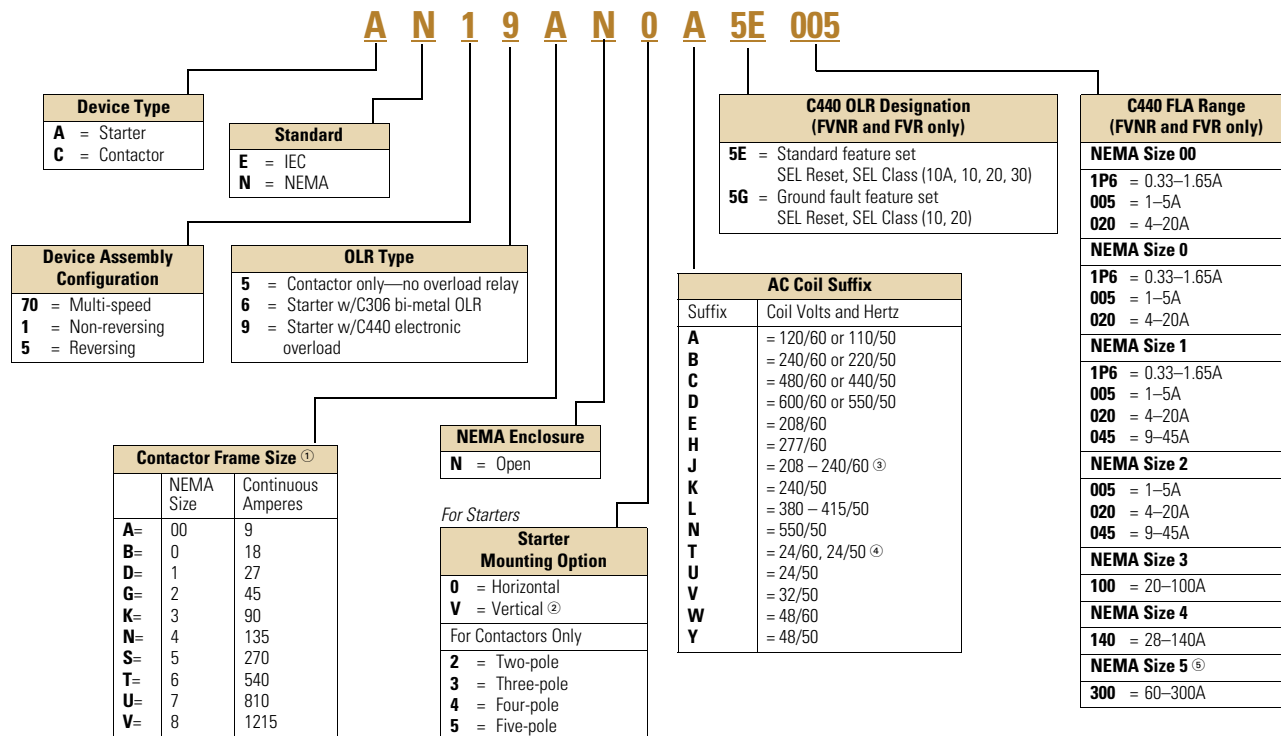 A N 1 9 A N 0 A 5E 005
Device Type
A = Starter
C = Contactor
Standard
E = IEC
N = NEMA
Device Assembly
Configuration
70 = Multi-speed
1 = Non-reversing
5 = Reversing
OLR Type
5 = Contactor only—no overload relay
6 = Starter w/C306 bi-metal OLR
9 = Starter w/C440 electronic
overload
Contactor Frame Size ①
NEMA Size Continuous Amperes
A= 00 9
B= 0 18
D= 1 27
G= 2 45
K= 3 90
N= 4 135
S= 5 270
T= 6 540
U= 7 810
V= 8 1215
NEMA Enclosure
N = Open
For Starters
Starter
Mounting Option
0 = Horizontal
V = Vertical ②
For Contactors Only
2 = Two-pole
3 = Three-pole
4 = Four-pole
5 = Five-pole
C440 OLR Designation
(FVNR and FVR only)
5E = Standard feature set
SEL Reset, SEL Class (10A, 10, 20, 30)
5G = Ground fault feature set
SEL Reset, SEL Class (10, 20)
AC Coil Suffix
Suffix Coil Volts and Hertz
A = 120/60 or 110/50
B = 240/60 or 220/50
C = 480/60 or 440/50
D = 600/60 or 550/50
E = 208/60
H = 277/60
J = 208 – 240/60 ③
K = 240/50
L = 380 – 415/50
N = 550/50
T = 24/60, 24/50 ④
U = 24/50
V = 32/50
W = 48/60
Y = 48/50
C440 FLA Range
(FVNR and FVR only)
NEMA Size 00
1P6 = 0.33–1.65A
005 = 1–5A
020 = 4–20A
NEMA Size 0
1P6 = 0.33–1.65A
005 = 1–5A
020 = 4–20A
NEMA Size 1
1P6 = 0.33–1.65A
005 = 1–5A
020 = 4–20A
045 = 9–45A
NEMA Size 2
005 = 1–5A
020 = 4–20A
045 = 9–45A
NEMA Size 3
100 = 20–100A
NEMA Size 4
140 = 28–140A
NEMA Size 5 ⑤
300 = 60–300A